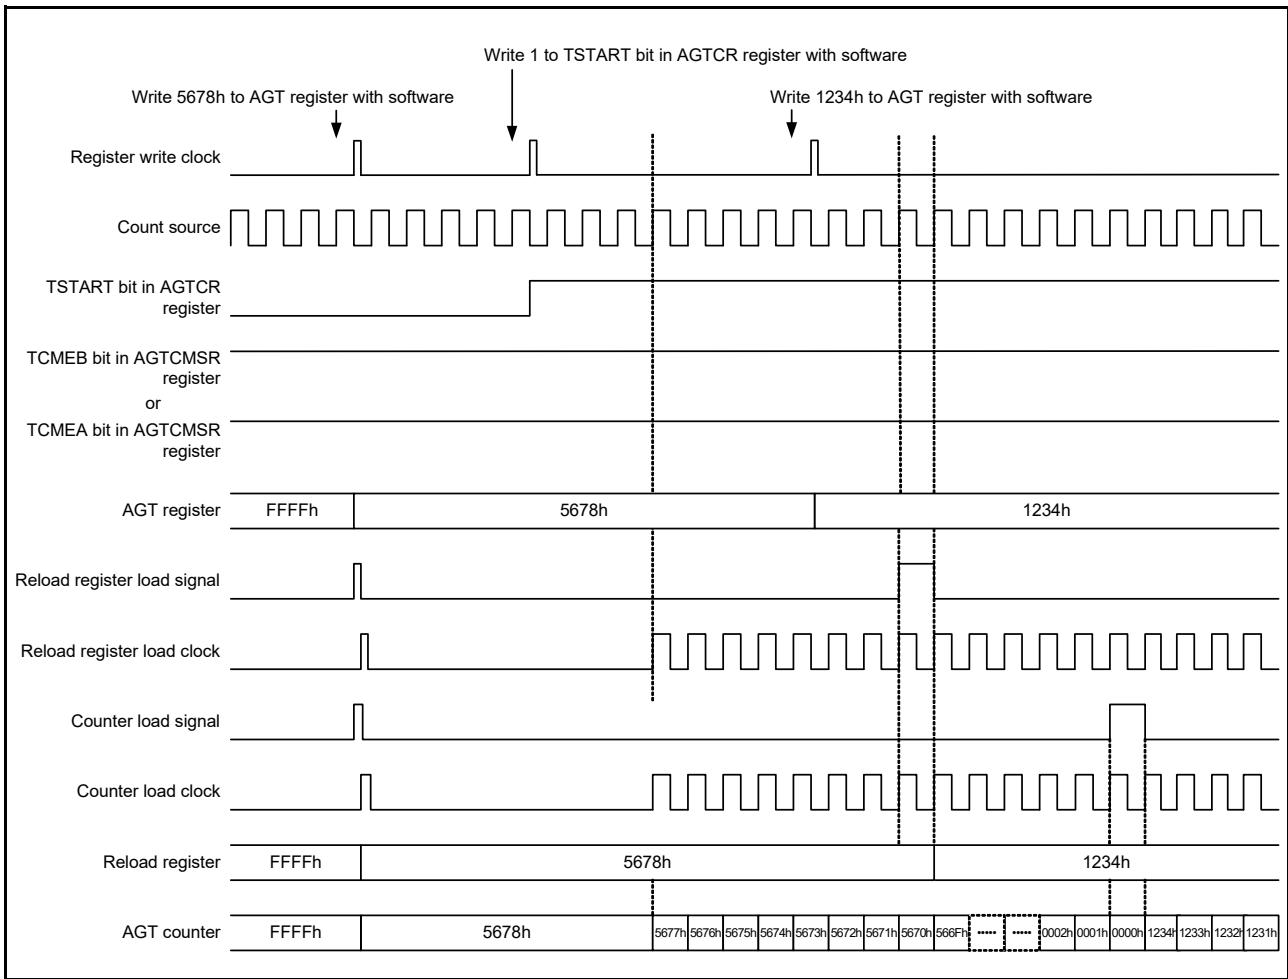 Write 1 to TSTART bit in AGTCR register with software
Write 5678h to AGT register with software
Write 1234h to AGT register with software
Register write clock
Count source
TSTART bit in AGTCR
register
TCMEB bit in AGTCMSR
register
or
TCMEA bit in AGTCMSR
register
AGT register FFFFh 5678h 1234h
Reload register load signal
Reload register load clock
Counter load signal
Counter load clock
Reload register FFFFh 5678h 1234h
AGT counter FFFFh 5678h 5677h 5676h 5675h 5674h 5673h 5672h 5671h 5670h 566Fh ----- ----- 0002h 0001h 0000h 1234h 1233h 1232h 1231h